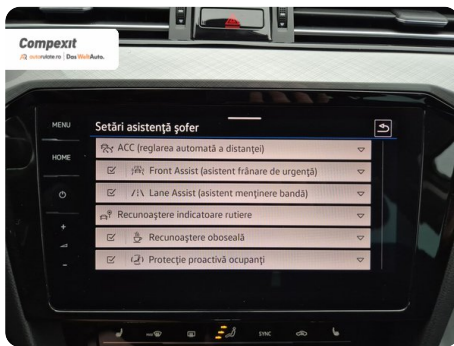 Compexit
autorulate.ro | Das WeltAuto.
MENU
Setări asistenţă şofer
ACC (reglarea automată a distanţei)
HOME
Front Assist (asistent frânare de urgenţă)
Lane Assist (asistent menţinere bandă)
Recunoaştere indicatoare rutiere
+
Recunoaştere oboseală
-
Protecţie proactivă ocupanţi
SYNC